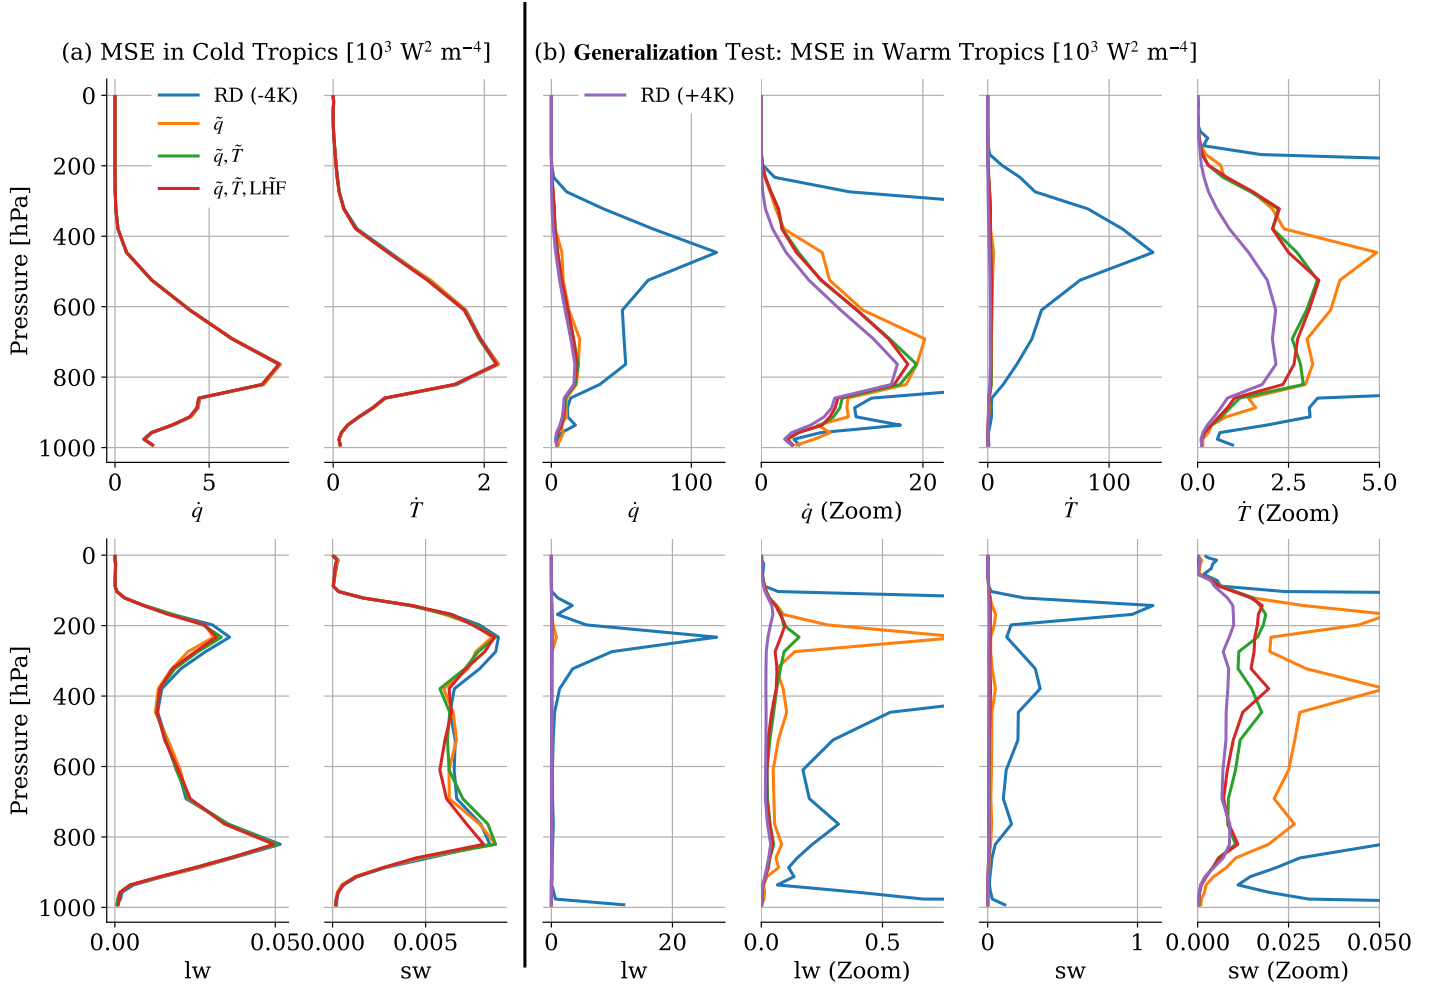 (a) MSE in Cold Tropics [10³ W² m⁻⁴]
(b) Generalization Test: MSE in Warm Tropics [10³ W² m⁻⁴]
RD (-4K)
q̃
q̃, T̃
q̃, T̃, LH̃F
RD (+4K)
Pressure [hPa]
0
200
400
600
800
1000
0 5
q̇
0 2
Ṫ
0 100
q̇
0 20
q̇ (Zoom)
0 100
Ṫ
0.0 2.5 5.0
Ṫ (Zoom)
Pressure [hPa]
0
200
400
600
800
1000
0.00 0.05
lw
0.000 0.005
sw
0 20
lw
0.0 0.5
lw (Zoom)
0 1
sw
0.000 0.025 0.050
sw (Zoom)